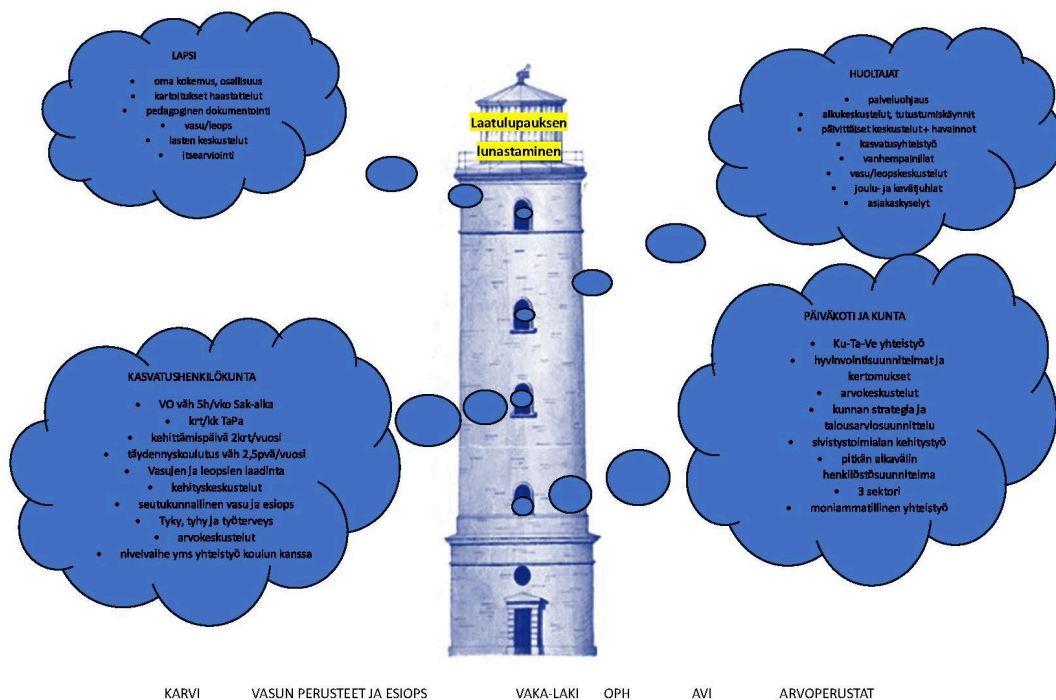 LAPSI
• oma kokemus, osallisuus
• kartoitukset haastattelut
• pedagoginen dokumentointi
• vasu/leops
• lasten keskustelut
• itsearviointi
Laatulupauksen
lunastaminen
HUOLTAJAT
• palveluohjaus
• alkukeskustelut, tutustumiskäynnit
• päivittäiset keskustelut + havainnot
• kasvatusyhteistyö
• vanhempainillat
• vasu/leopskeskustelut
• joulu- ja kevätjuhlat
• asiakaskyselyt
KASVATUSHENKILÖKUNTA
• VO väh 5h/vko Sak-aika
• krt/kk TaPa
• kehittämispäivä 2krt/vuosi
• täydennyskoulutus väh 2,5pvä/vuosi
• Vasujen ja leopsien laadinta
• kehityskeskustelut
• seutukunnallinen vasu ja esiops
• Tyky, tyhy ja työterveys
• arvokeskustelut
• nivelvaihe yms yhteistyö koulun kanssa
PÄIVÄKOTI JA KUNTA
• Ku-Ta-Ve yhteistyö
• hyvinvointisuunnitelmat ja
kertomukset
• arvokeskustelut
• kunnan strategia ja
talousarviosuunnittelu
• sivistystoimialan kehitystyö
• pitkän aikavälin
henkilöstösuunnitelma
• 3 sektori
• moniammatillinen yhteistyö
KARVI VASUN PERUSTEET JA ESIOPS VAKA-LAKI OPH AVI ARVOPERUSTAT